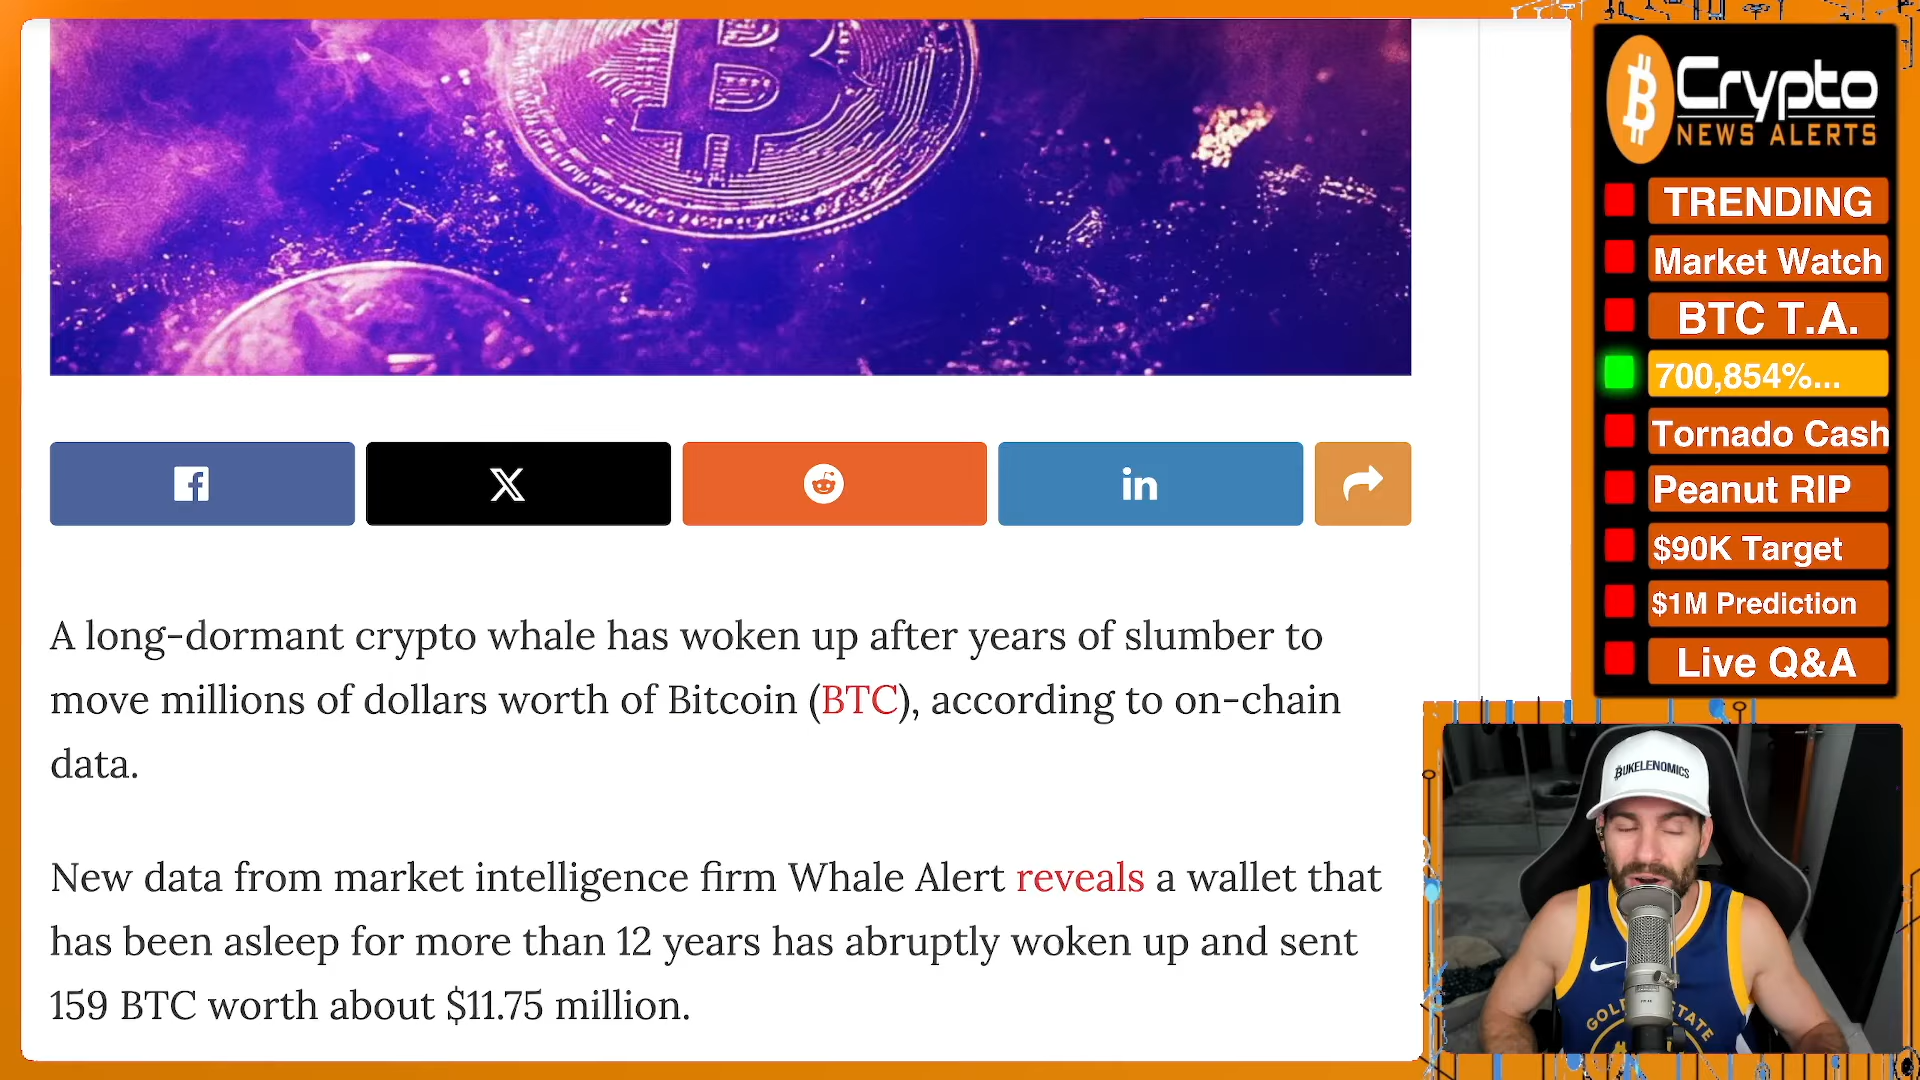 Crypto
NEWS ALERTS
TRENDING
Market Watch
BTC T.A.
700,854%...
Tornado Cash
Peanut RIP
$90K Target
$1M Prediction
Live Q&A
A long-dormant crypto whale has woken up after years of slumber to
move millions of dollars worth of Bitcoin (BTC), according to on-chain
data.
New data from market intelligence firm Whale Alert reveals a wallet that
has been asleep for more than 12 years has abruptly woken up and sent
159 BTC worth about $11.75 million.
BUKELENOMICS